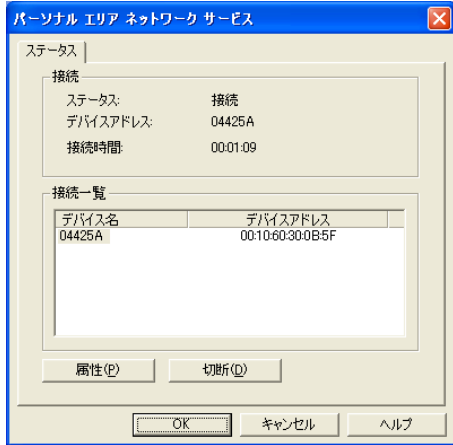 パーソナル エリア ネットワーク サービス
ステータス
接続
ステータス: 接続
デバイスアドレス: 04425A
接続時間: 00:01:09
接続一覧
デバイス名 デバイスアドレス
04425A 00:10:60:30:0B:5F
属性(P) 切断(D)
OK キャンセル ヘルプ